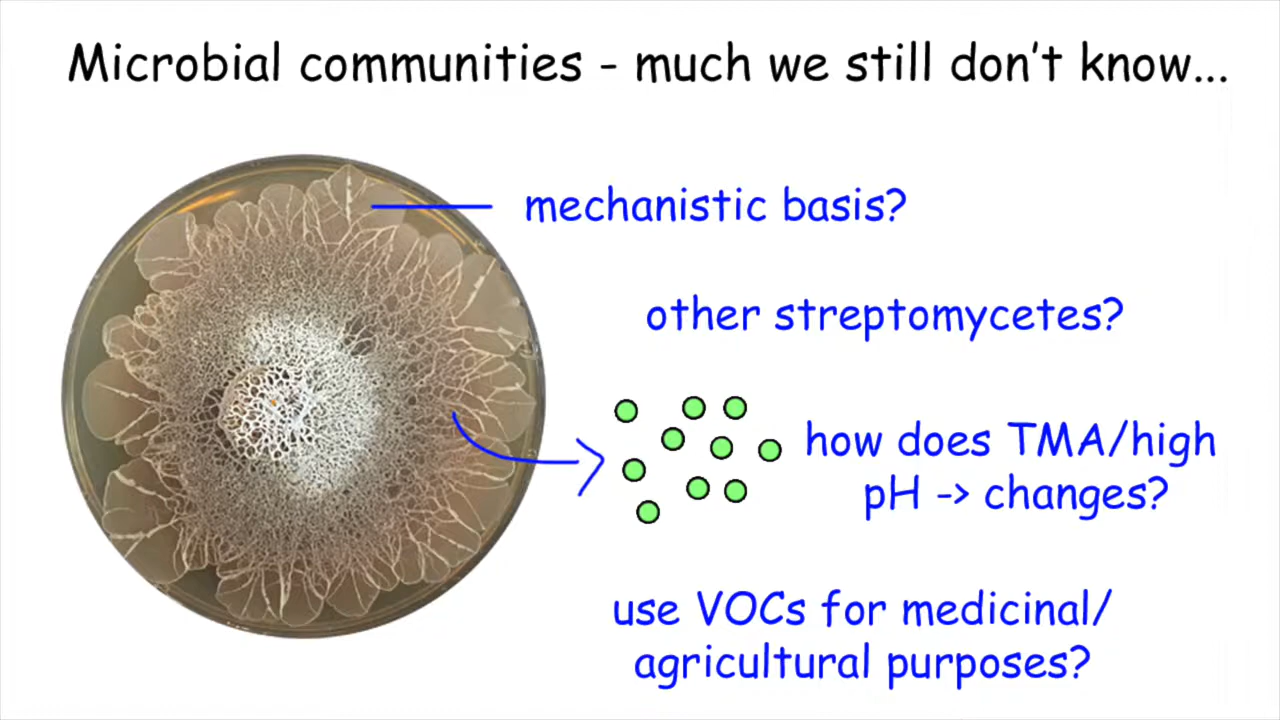 Microbial communities - much we still don't know...
mechanistic basis?
other streptomycetes?
how does TMA/high
pH -> changes?
use VOCs for medicinal/
agricultural purposes?